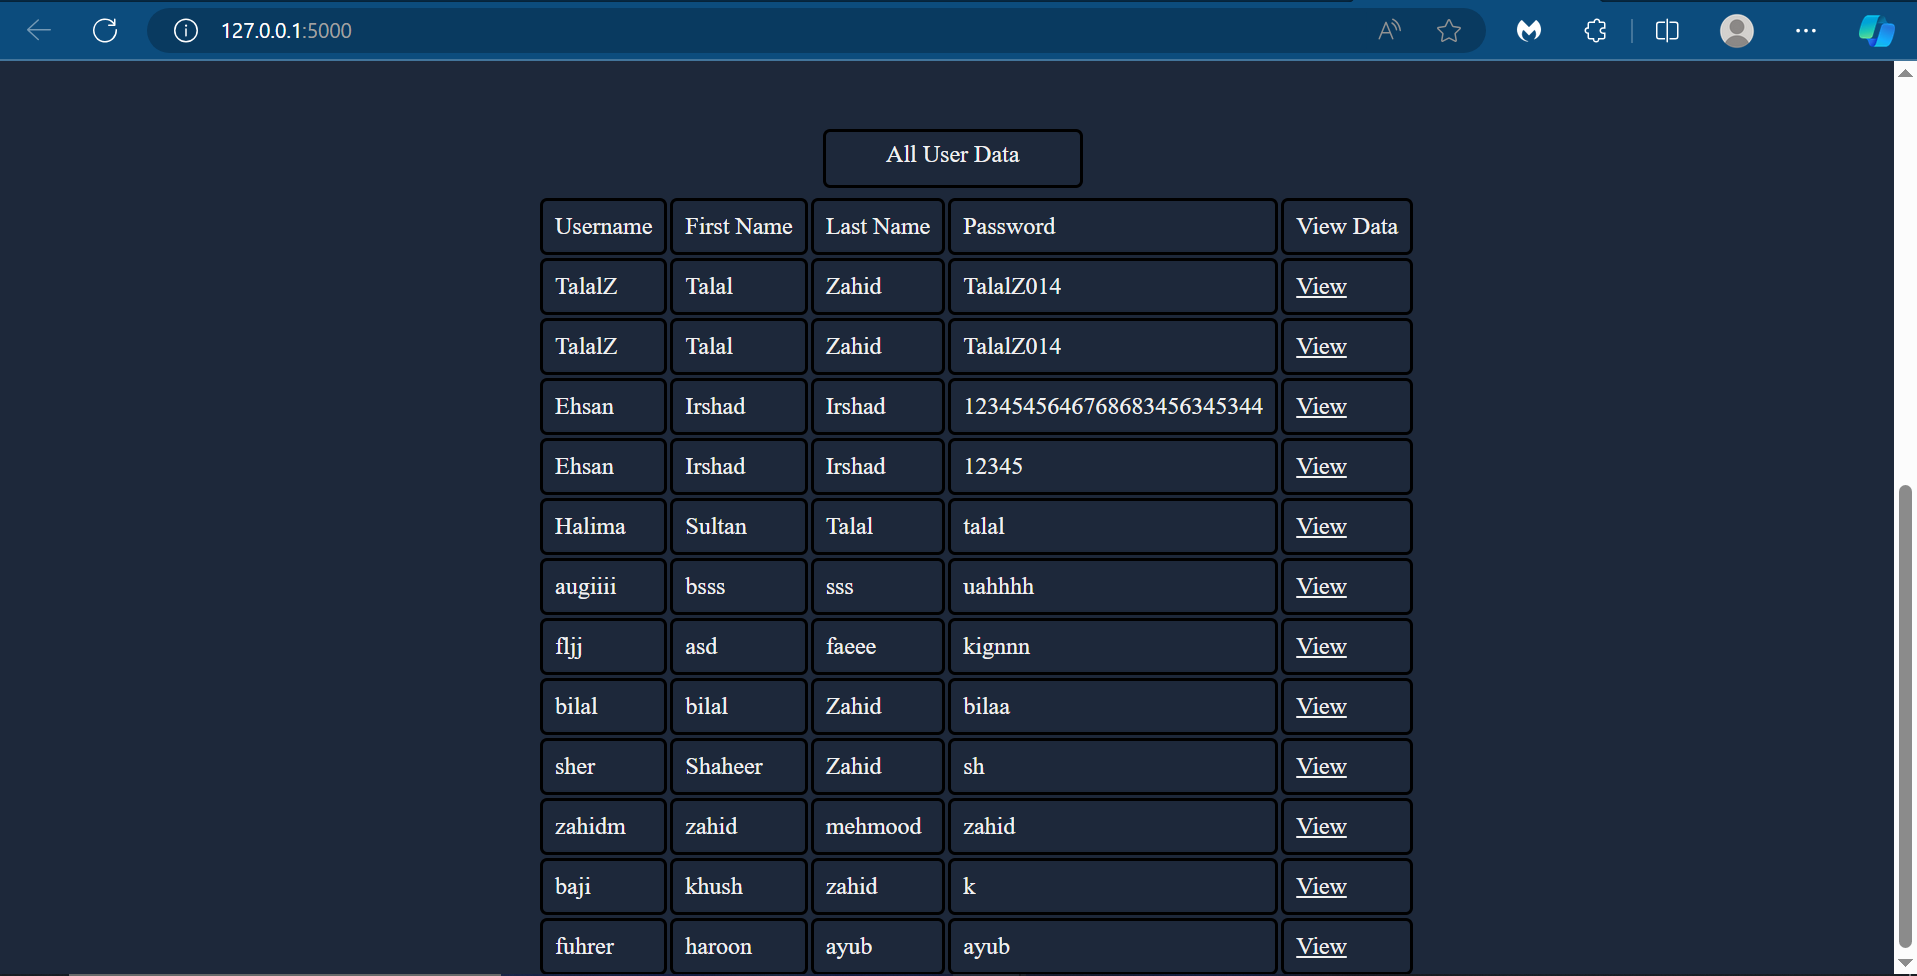 127.0.0.1:5000
All User Data
Username First Name Last Name Password View Data
TalalZ Talal Zahid TalalZ014 View
TalalZ Talal Zahid TalalZ014 View
Ehsan Irshad Irshad 1234545646768683456345344 View
Ehsan Irshad Irshad 12345 View
Halima Sultan Talal talal View
augiiii bsss sss uahhhh View
fljj asd faeee kignnn View
bilal bilal Zahid bilaa View
sher Shaheer Zahid sh View
zahidm zahid mehmood zahid View
baji khush zahid k View
fuhrer haroon ayub ayub View